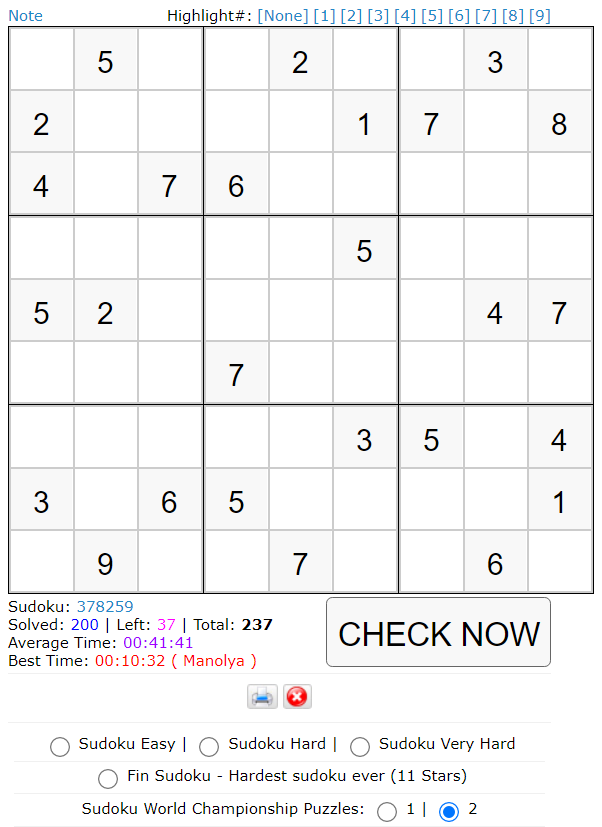 Note Highlight#: [None] [1] [2] [3] [4] [5] [6] [7] [8] [9]
5 2 3
2 1 7 8
4 7 6
5
5 2 4 7
7
3 5 4
3 6 5 1
9 7 6
Sudoku: 378259
Solved: 200 | Left: 37 | Total: 237
Average Time: 00:41:41
Best Time: 00:10:32 ( Manolya )
CHECK NOW
Sudoku Easy | Sudoku Hard | Sudoku Very Hard
Fin Sudoku - Hardest sudoku ever (11 Stars)
Sudoku World Championship Puzzles: 1 | 2